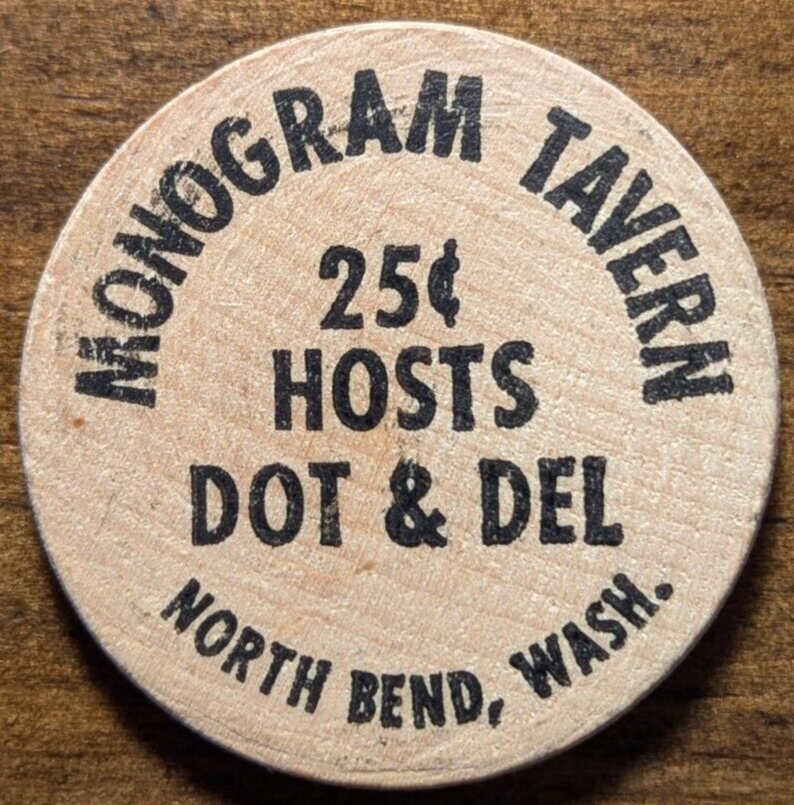 MONOGRAM TAVERN
25¢
HOSTS
DOT & DEL
NORTH BEND, WASH.